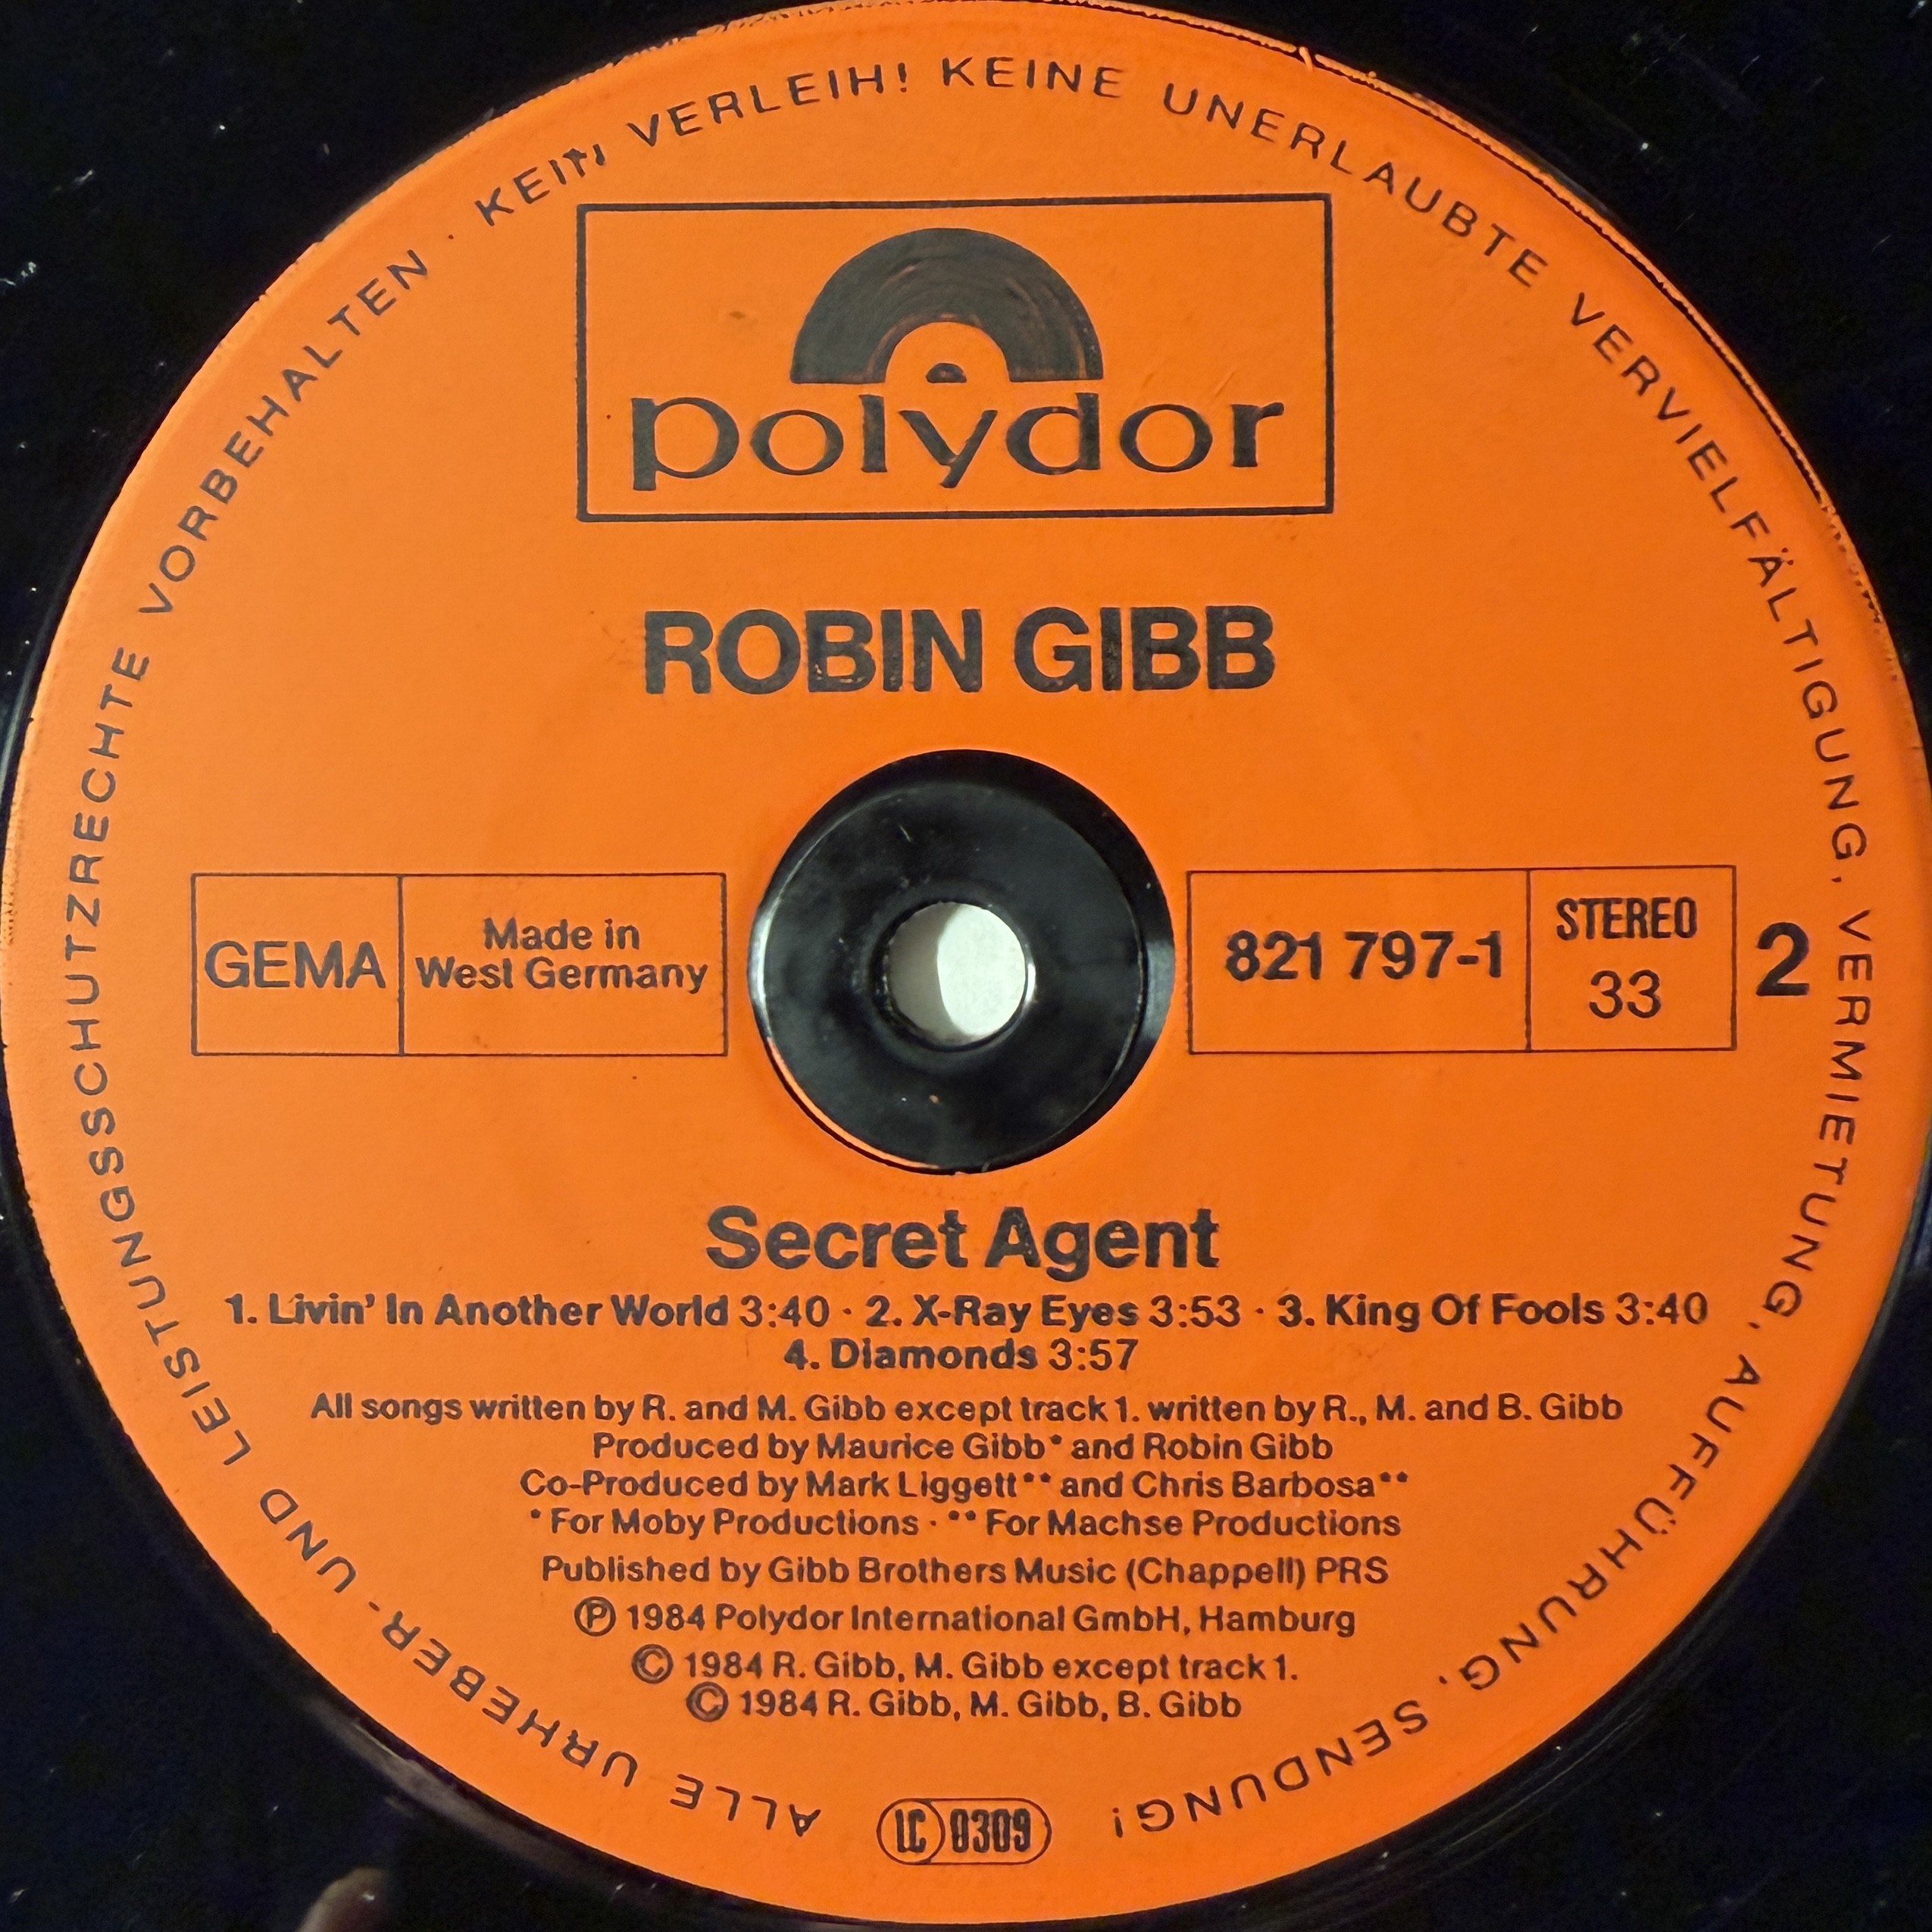 ALLE URHEBER- UND LEISTUNGSSCHUTZRECHTE VORBEHALTEN · KEIN VERLEIH! KEINE UNERLAUBTE VERVIELFÄLTIGUNG, VERMIETUNG, AUFFÜHRUNG, SENDUNG!
polydor
ROBIN GIBB
GEMA
Made in
West Germany
821 797-1
STEREO
33
2
Secret Agent
1. Livin' In Another World 3:40 · 2. X-Ray Eyes 3:53 · 3. King Of Fools 3:40
4. Diamonds 3:57
All songs written by R. and M. Gibb except track 1. written by R., M. and B. Gibb
Produced by Maurice Gibb* and Robin Gibb
Co-Produced by Mark Liggett** and Chris Barbosa**
*For Moby Productions · **For Machse Productions
Published by Gibb Brothers Music (Chappell) PRS
℗ 1984 Polydor International GmbH, Hamburg
© 1984 R. Gibb, M. Gibb except track 1.
© 1984 R. Gibb, M. Gibb, B. Gibb
LC 0309